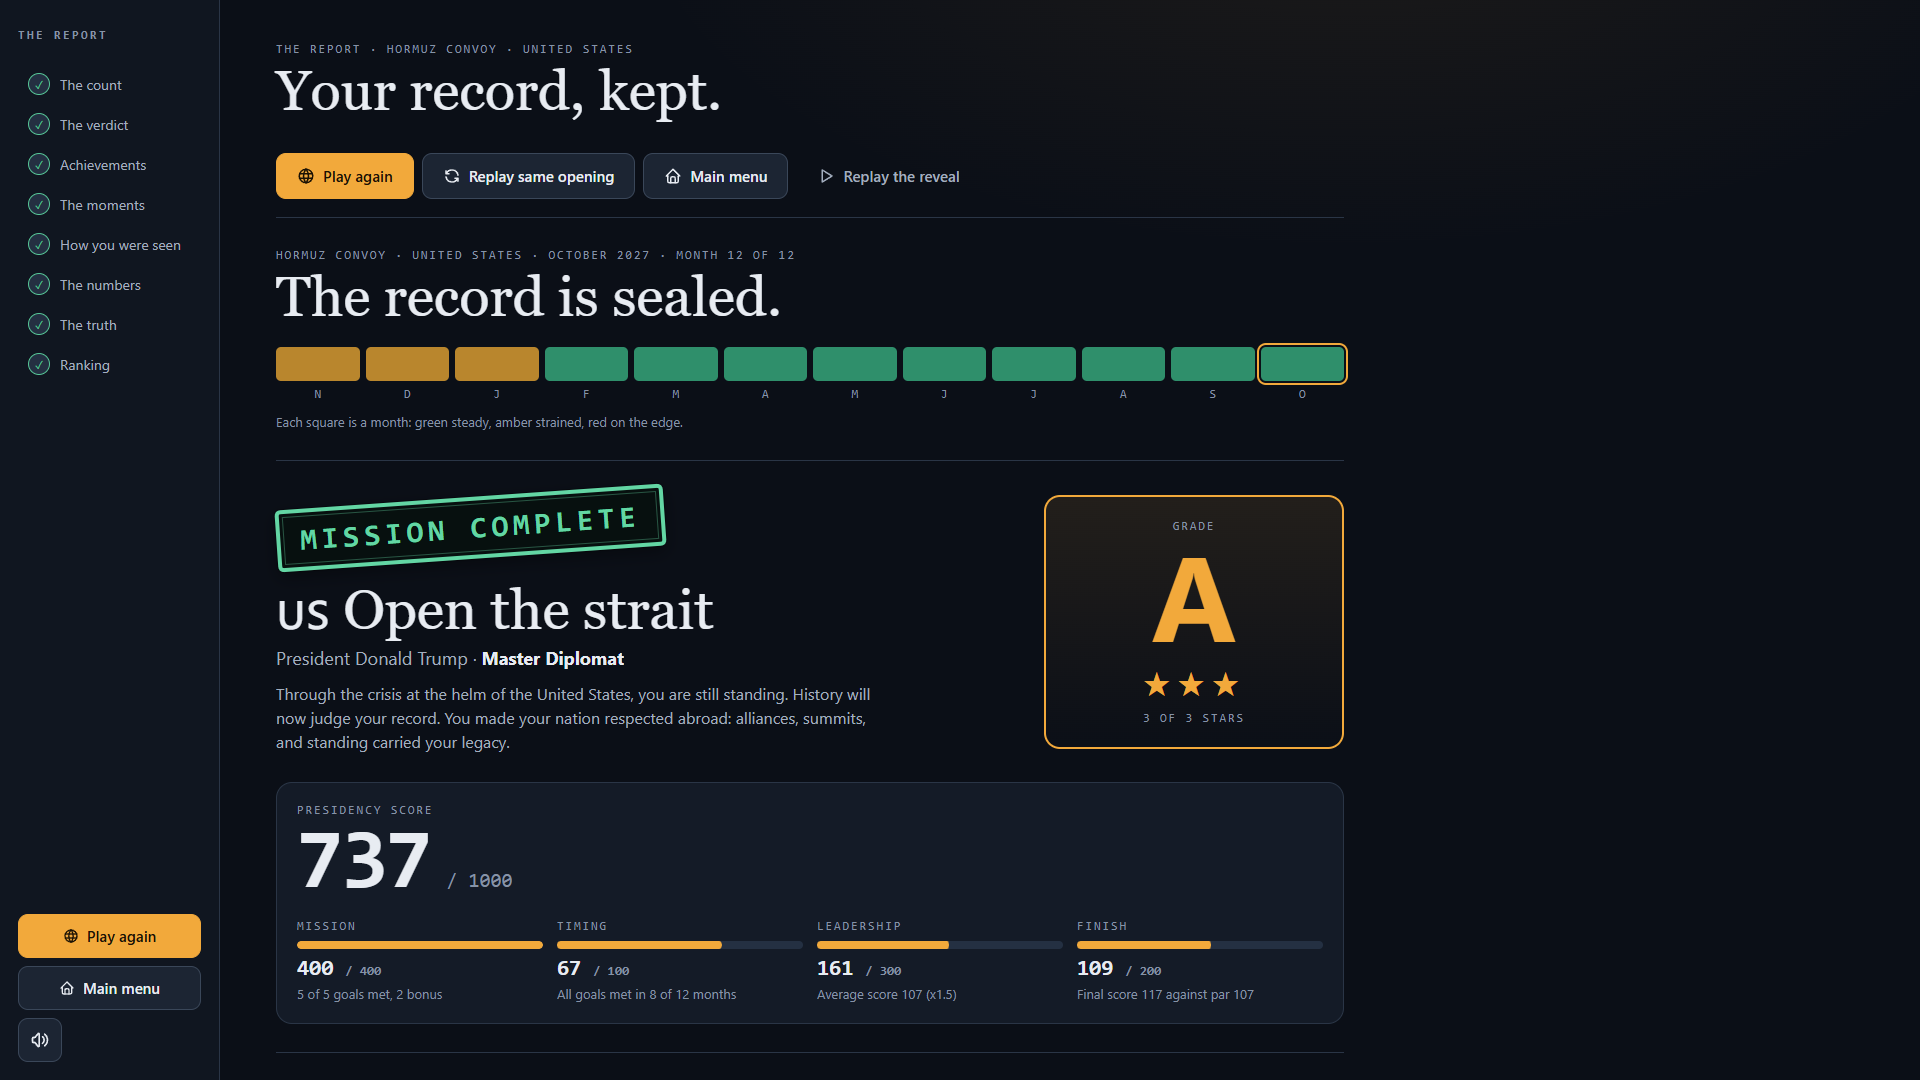 THE REPORT
The count
The verdict
Achievements
The moments
How you were seen
The numbers
The truth
Ranking
Play again
Main menu
THE REPORT · HORMUZ CONVOY · UNITED STATES
Your record, kept.
Play again
Replay same opening
Main menu
Replay the reveal
HORMUZ CONVOY · UNITED STATES · OCTOBER 2027 · MONTH 12 OF 12
The record is sealed.
N D J F M A M J J A S O
Each square is a month: green steady, amber strained, red on the edge.
MISSION COMPLETE
US Open the strait
President Donald Trump · Master Diplomat
Through the crisis at the helm of the United States, you are still standing. History will
now judge your record. You made your nation respected abroad: alliances, summits,
and standing carried your legacy.
GRADE
A
★★★
3 OF 3 STARS
PRESIDENCY SCORE
737 / 1000
MISSION
400 / 400
5 of 5 goals met, 2 bonus
TIMING
67 / 100
All goals met in 8 of 12 months
LEADERSHIP
161 / 300
Average score 107 (x1.5)
FINISH
109 / 200
Final score 117 against par 107